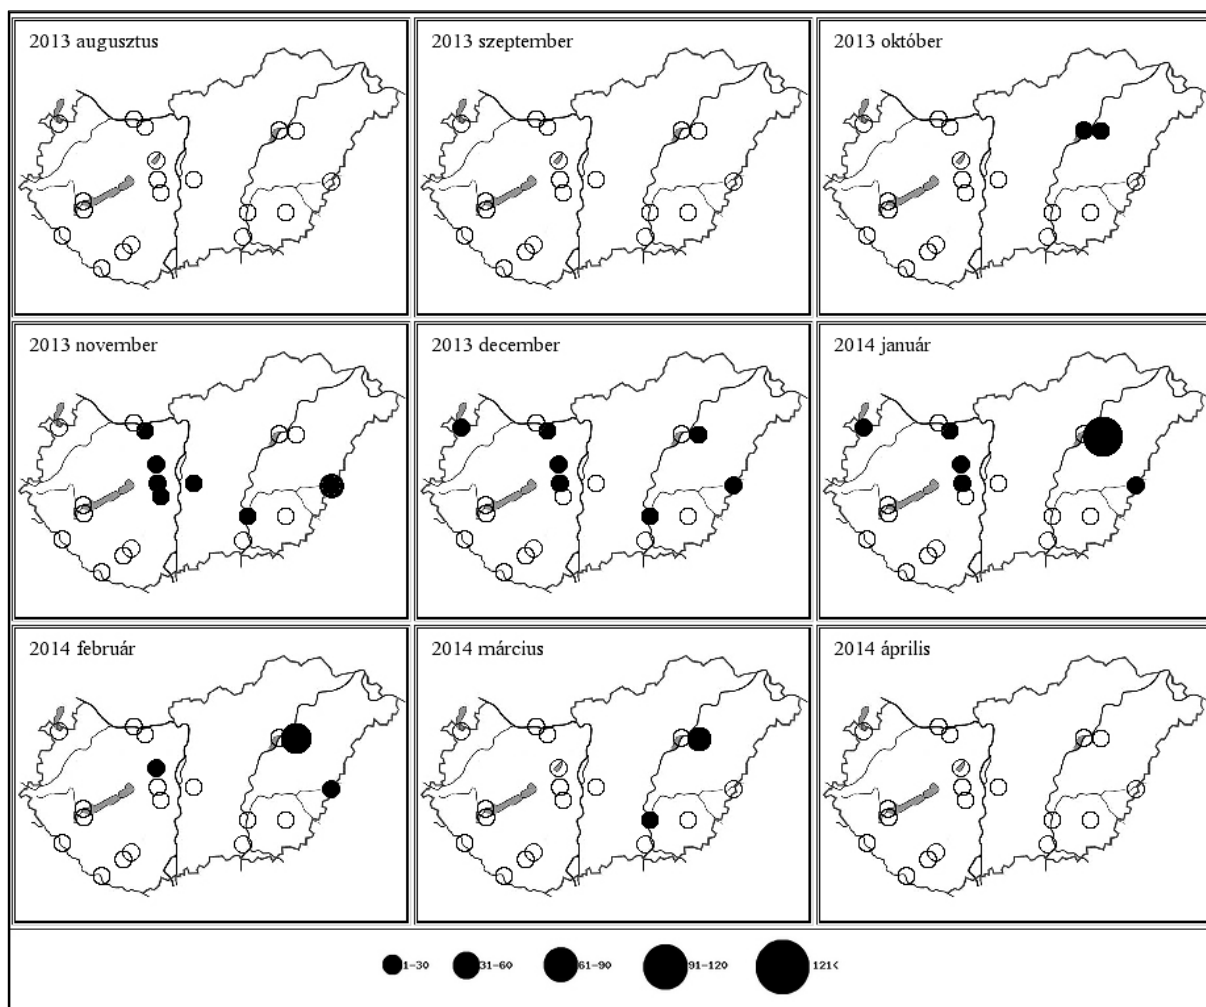 2013 augusztus
2013 szeptember
2013 október
2013 november
2013 december
2014 január
2014 február
2014 március
2014 április
1-30 31-60 61-90 91-120 121<